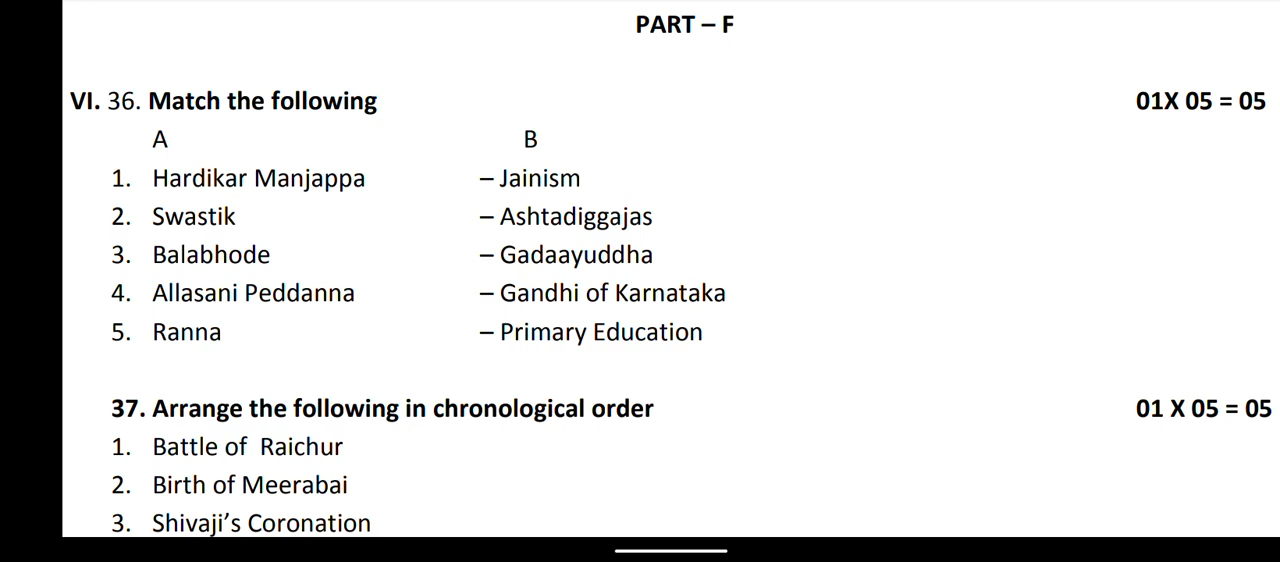 PART – F
VI. 36. Match the following 01X 05 = 05
A B
1. Hardikar Manjappa – Jainism
2. Swastik – Ashtadiggajas
3. Balabhode – Gadaayuddha
4. Allasani Peddanna – Gandhi of Karnataka
5. Ranna – Primary Education
37. Arrange the following in chronological order 01 X 05 = 05
1. Battle of Raichur
2. Birth of Meerabai
3. Shivaji’s Coronation